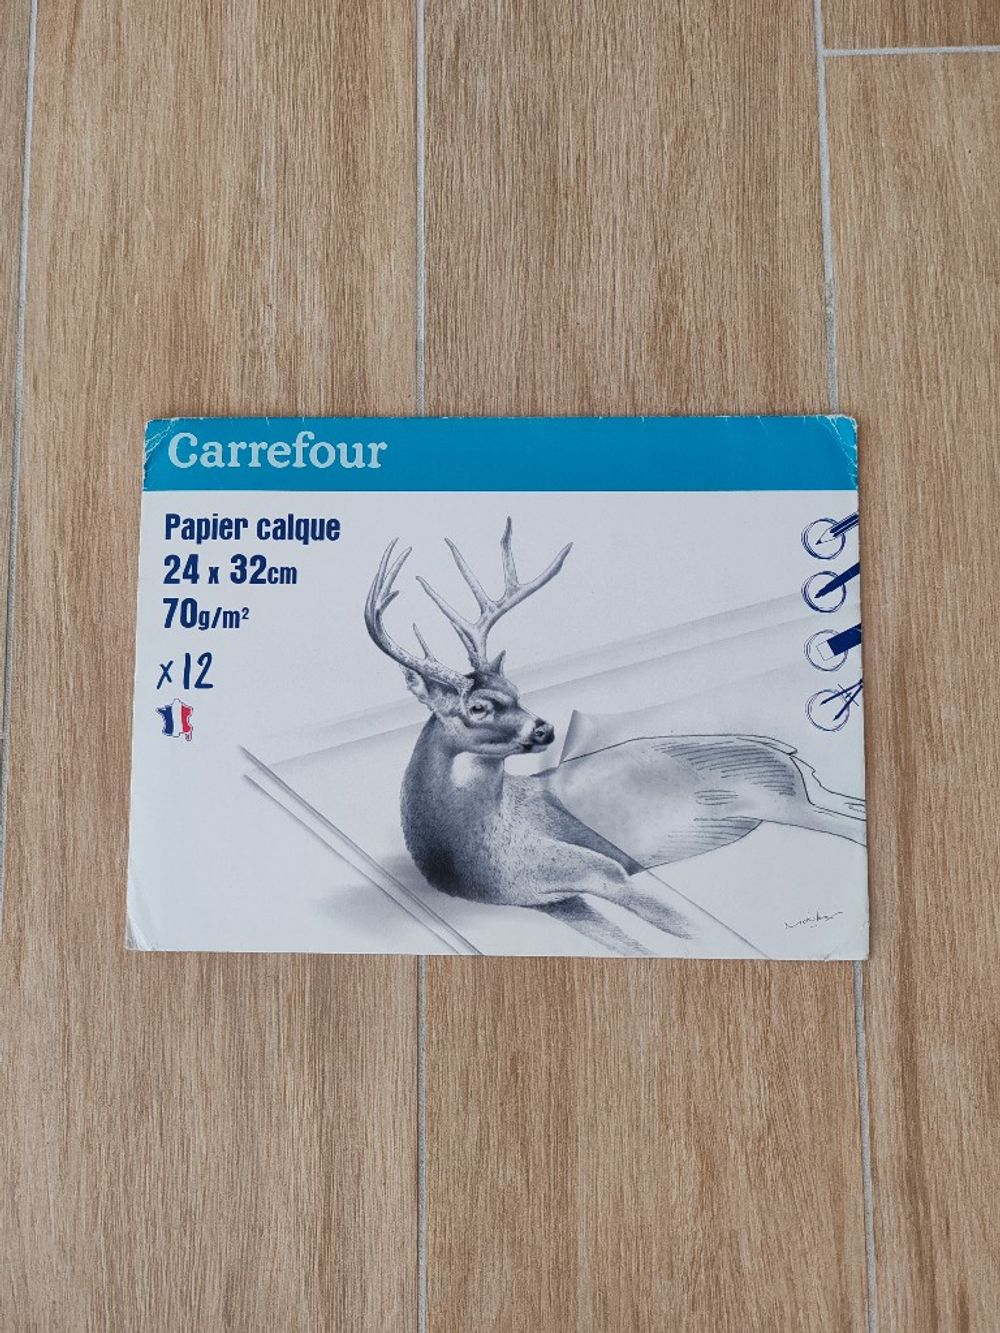 Carrefour
Papier calque
24 x 32cm
70g/m²
x12